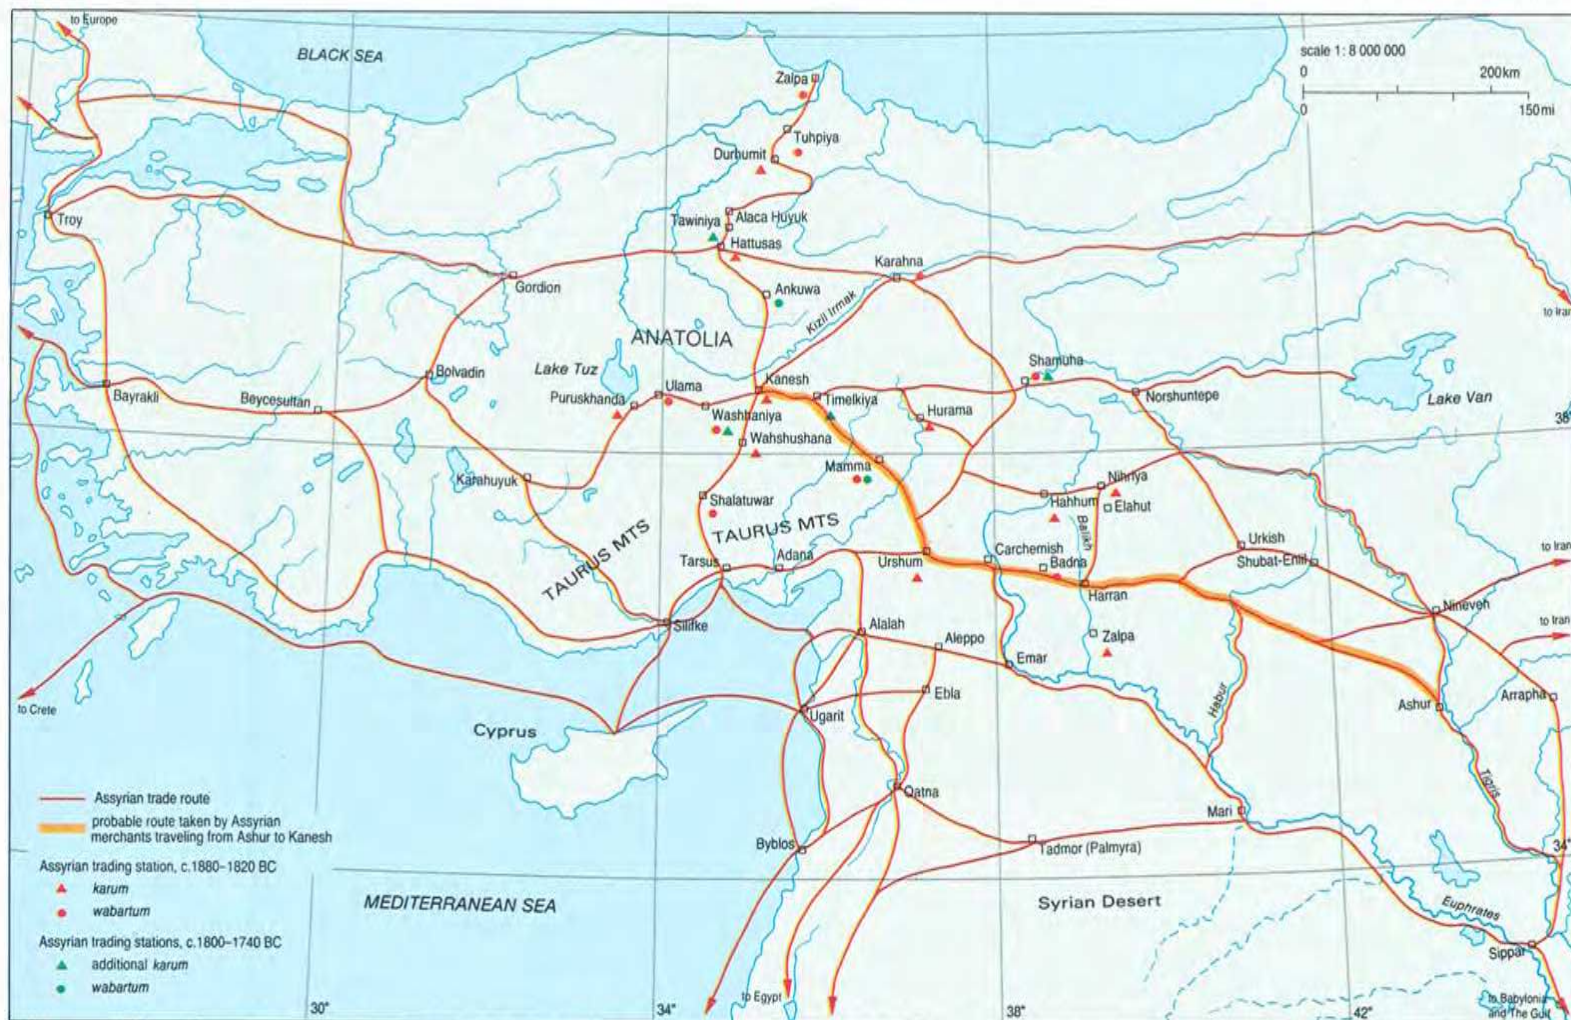 to Europe
BLACK SEA
scale 1: 8 000 000
0
200km
0
150mi
Zalpa
Tuhpiya
Durhumit
Troy
Tawiniya
Alaca Huyuk
Hattusas
Karahna
Gordion
Ankuwa
Kizil Irmak
to Iran
ANATOLIA
Lake Tuz
Bolvadin
Kanesh
Shamuha
Ulama
Timelkiya
Bayrakli
Beycesultan
Puruskhanda
Washhaniya
Hurama
Norshuntepe
Lake Van
38°
Wahshushana
Mamma
Karahuyuk
Nihriya
Shalatuwar
Hahhum
Elahut
TAURUS MTS
TAURUS MTS
Balikh
Urkish
Tarsus
Adana
Urshum
Carchemish
Badna
Shubat-Enlil
to Iran
Harran
Nineveh
Silifke
Alalah
Aleppo
Zalpa
to Iran
Emar
Ebla
Habur
Ashur
Arrapha
to Crete
Cyprus
Ugarit
Tigris
Qatna
Mari
Assyrian trade route
probable route taken by Assyrian
merchants traveling from Ashur to Kanesh
Byblos
Tadmor (Palmyra)
34°
Assyrian trading station, c.1880–1820 BC
karum
wabartum
MEDITERRANEAN SEA
Syrian Desert
Euphrates
Assyrian trading stations, c.1800–1740 BC
additional karum
wabartum
Sippar
to Egypt
to Babylonia
and The Gulf
30°
34°
38°
42°